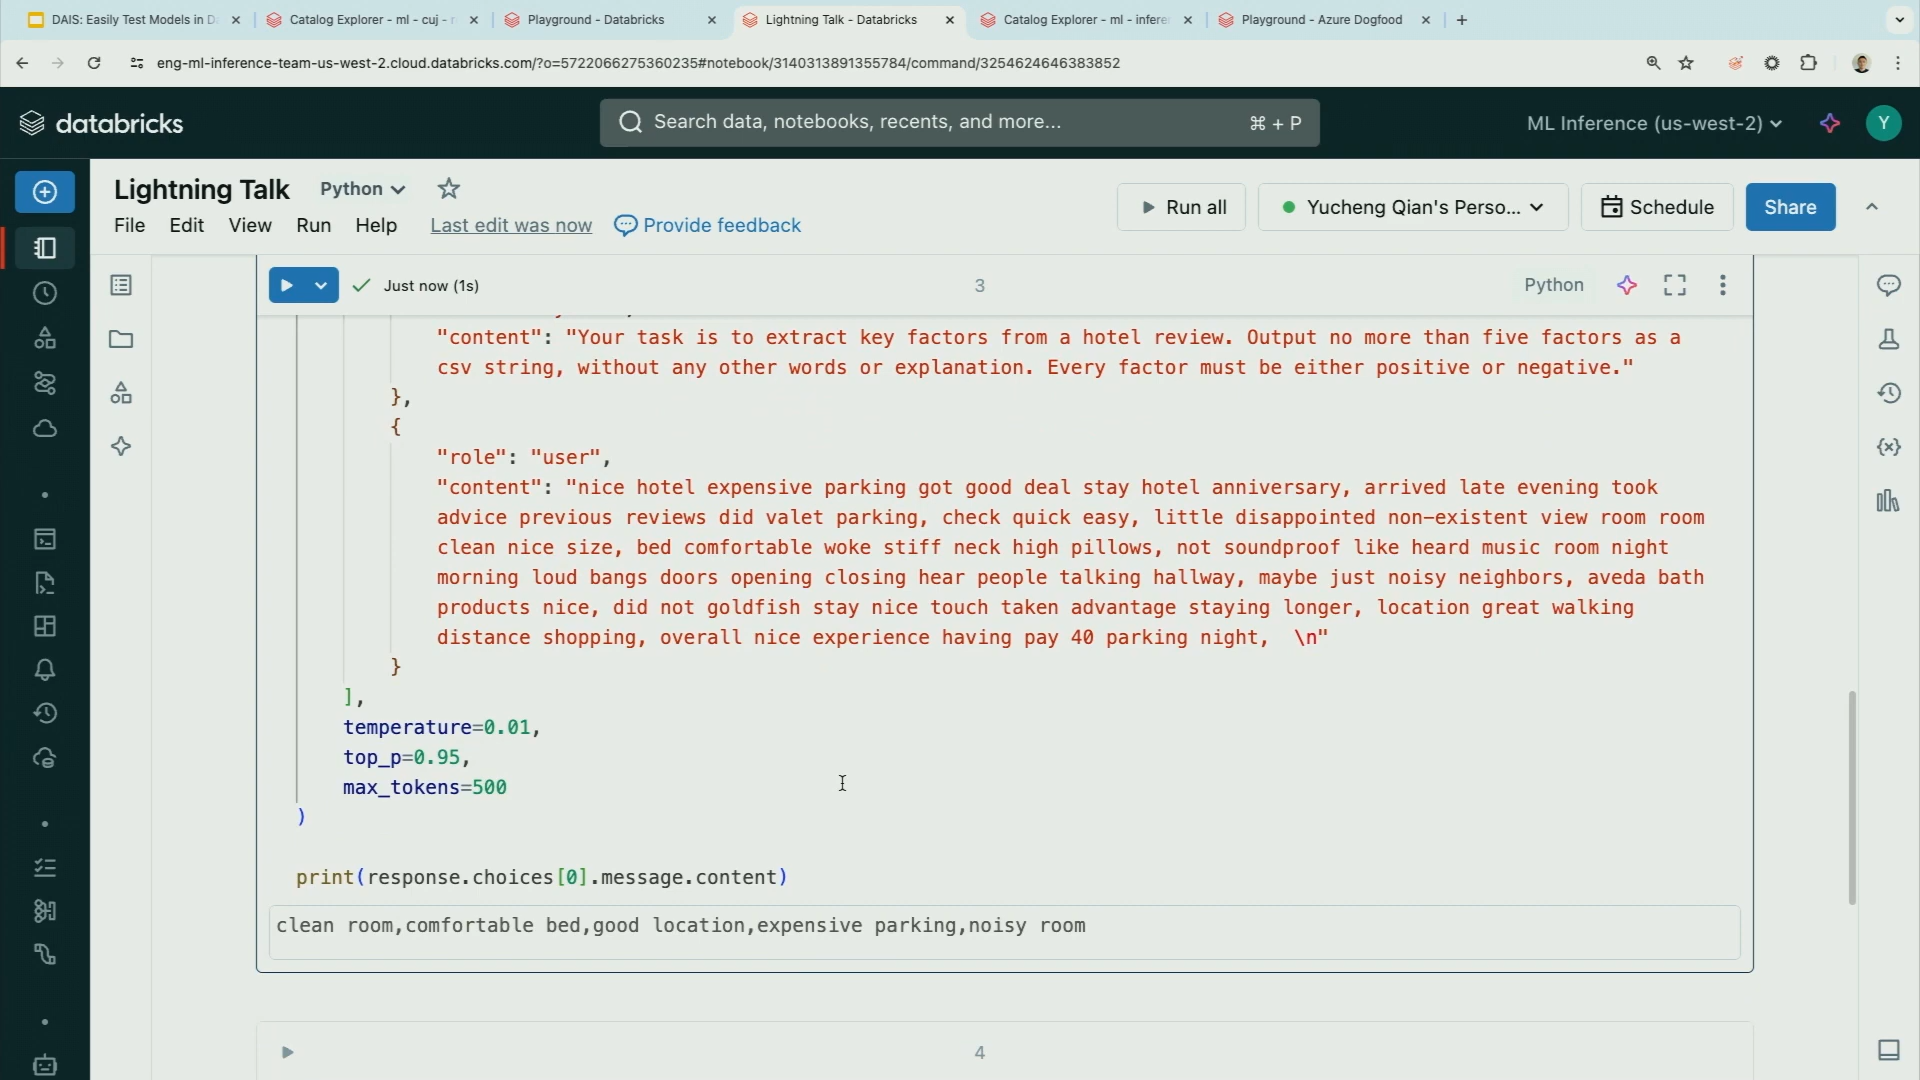 DAIS: Easily Test Models in D
Catalog Explorer - ml - cuj -
Playground - Databricks
Lightning Talk - Databricks
Catalog Explorer - ml - infere
Playground - Azure Dogfood
eng-ml-inference-team-us-west-2.cloud.databricks.com/?o=5722066275360235#notebook/3140313891355784/command/3254624646383852
databricks
Search data, notebooks, recents, and more...
⌘ + P
ML Inference (us-west-2)
Y
Lightning Talk
Python
File Edit View Run Help
Last edit was now
Provide feedback
Run all
Yucheng Qian's Perso...
Schedule
Share
Just now (1s)
3
Python
"content": "Your task is to extract key factors from a hotel review. Output no more than five factors as a
csv string, without any other words or explanation. Every factor must be either positive or negative."
},
{
"role": "user",
"content": "nice hotel expensive parking got good deal stay hotel anniversary, arrived late evening took
advice previous reviews did valet parking, check quick easy, little disappointed non-existent view room room
clean nice size, bed comfortable woke stiff neck high pillows, not soundproof like heard music room night
morning loud bangs doors opening closing hear people talking hallway, maybe just noisy neighbors, aveda bath
products nice, did not goldfish stay nice touch taken advantage staying longer, location great walking
distance shopping, overall nice experience having pay 40 parking night,  \n"
}
],
temperature=0.01,
top_p=0.95,
max_tokens=500
)
print(response.choices[0].message.content)
clean room,comfortable bed,good location,expensive parking,noisy room
4